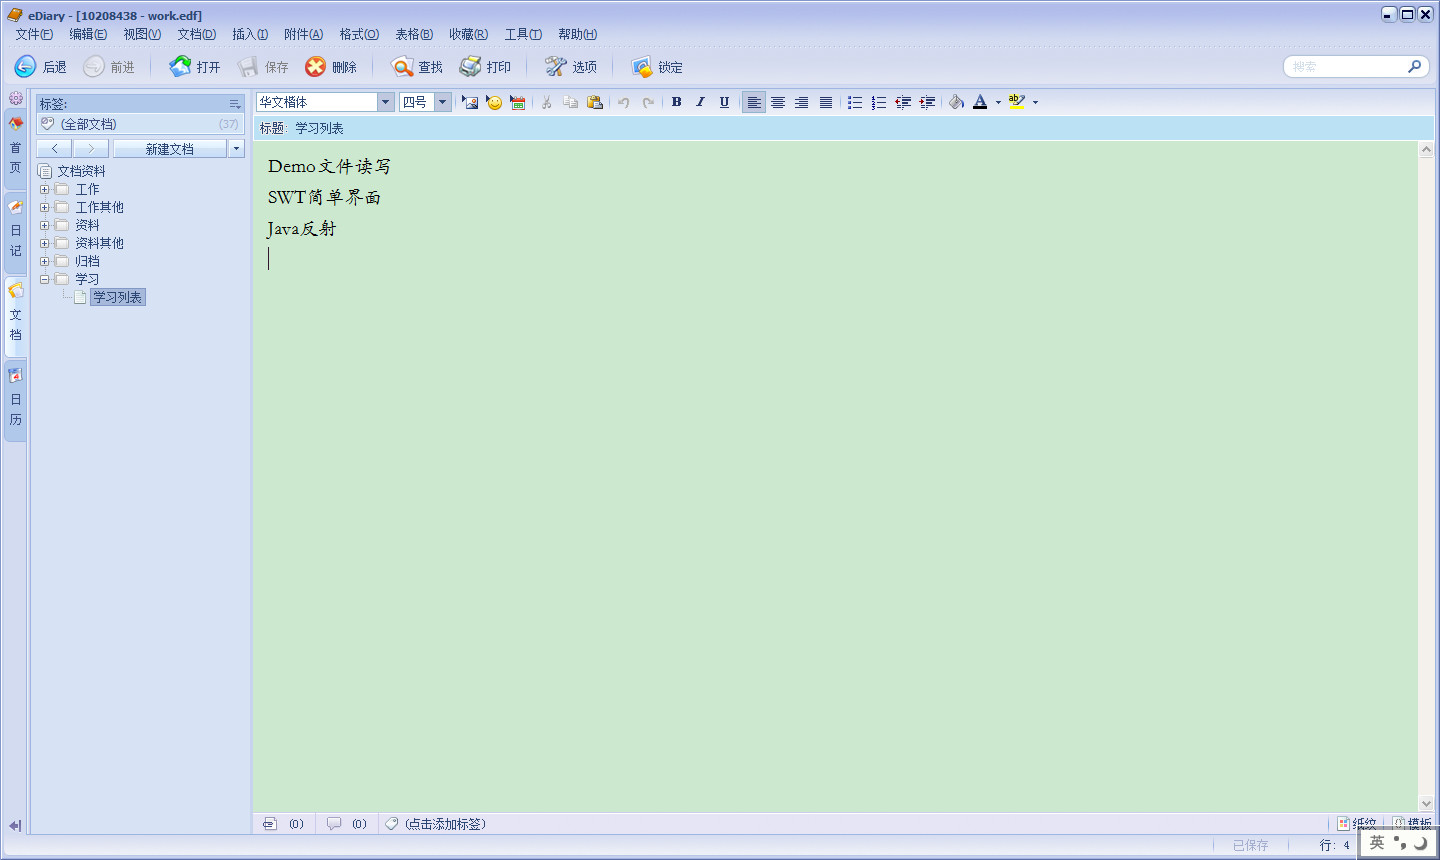 eDiary - [10208438 - work.edf]
文件(F) 编辑(E) 视图(V) 文档(D) 插入(I) 附件(A) 格式(O) 表格(B) 收藏(R) 工具(T) 帮助(H)
后退 前进 打开 保存 删除 查找 打印 选项 锁定 搜索
首页
日记
文档
日历
标签:
(全部文档) (37)
新建文档
文档资料
工作
工作其他
资料
资料其他
归档
学习
学习列表
华文楷体 四号 B I U A ab
标题: 学习列表
Demo文件读写
SWT简单界面
Java反射
(0) (0) (点击添加标签) 纸纹 模板
已保存 行: 4 英